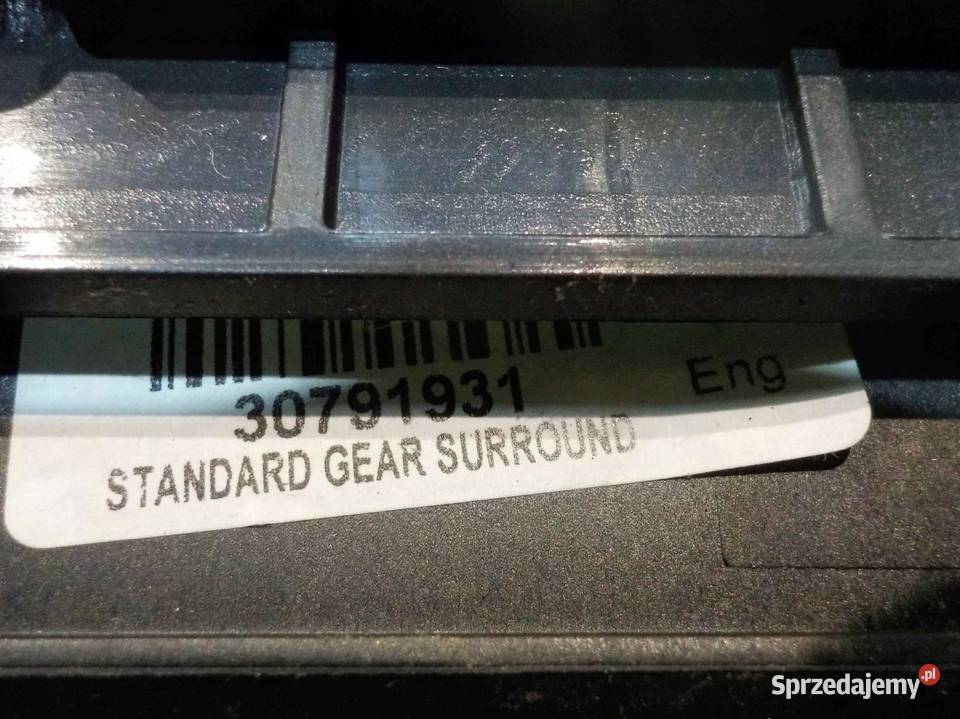 Eng
30791931
STANDARD GEAR SURROUND
Sprzedajemy.pl